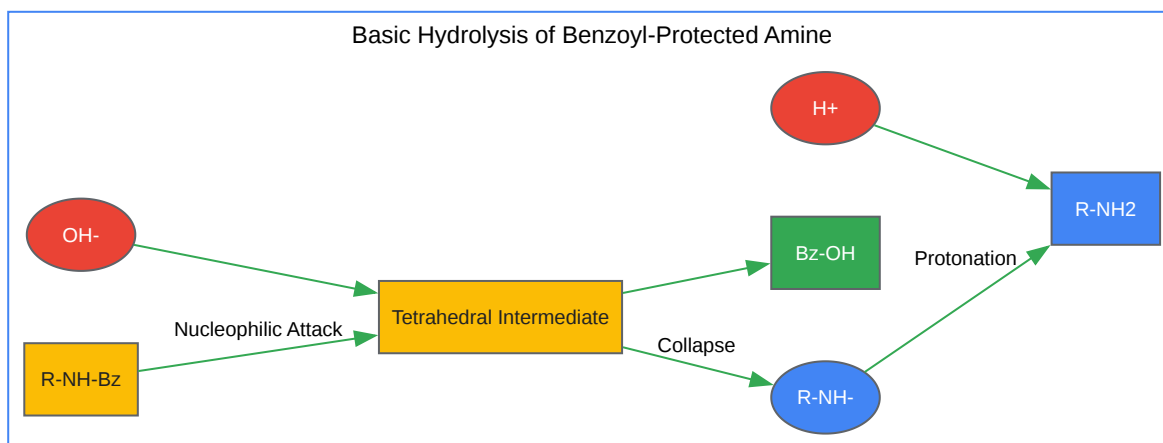 Basic Hydrolysis of Benzoyl-Protected Amine
H+
R-NH2
OH-
Bz-OH
Protonation
Tetrahedral Intermediate
Nucleophilic Attack
Collapse
R-NH-Bz
R-NH-